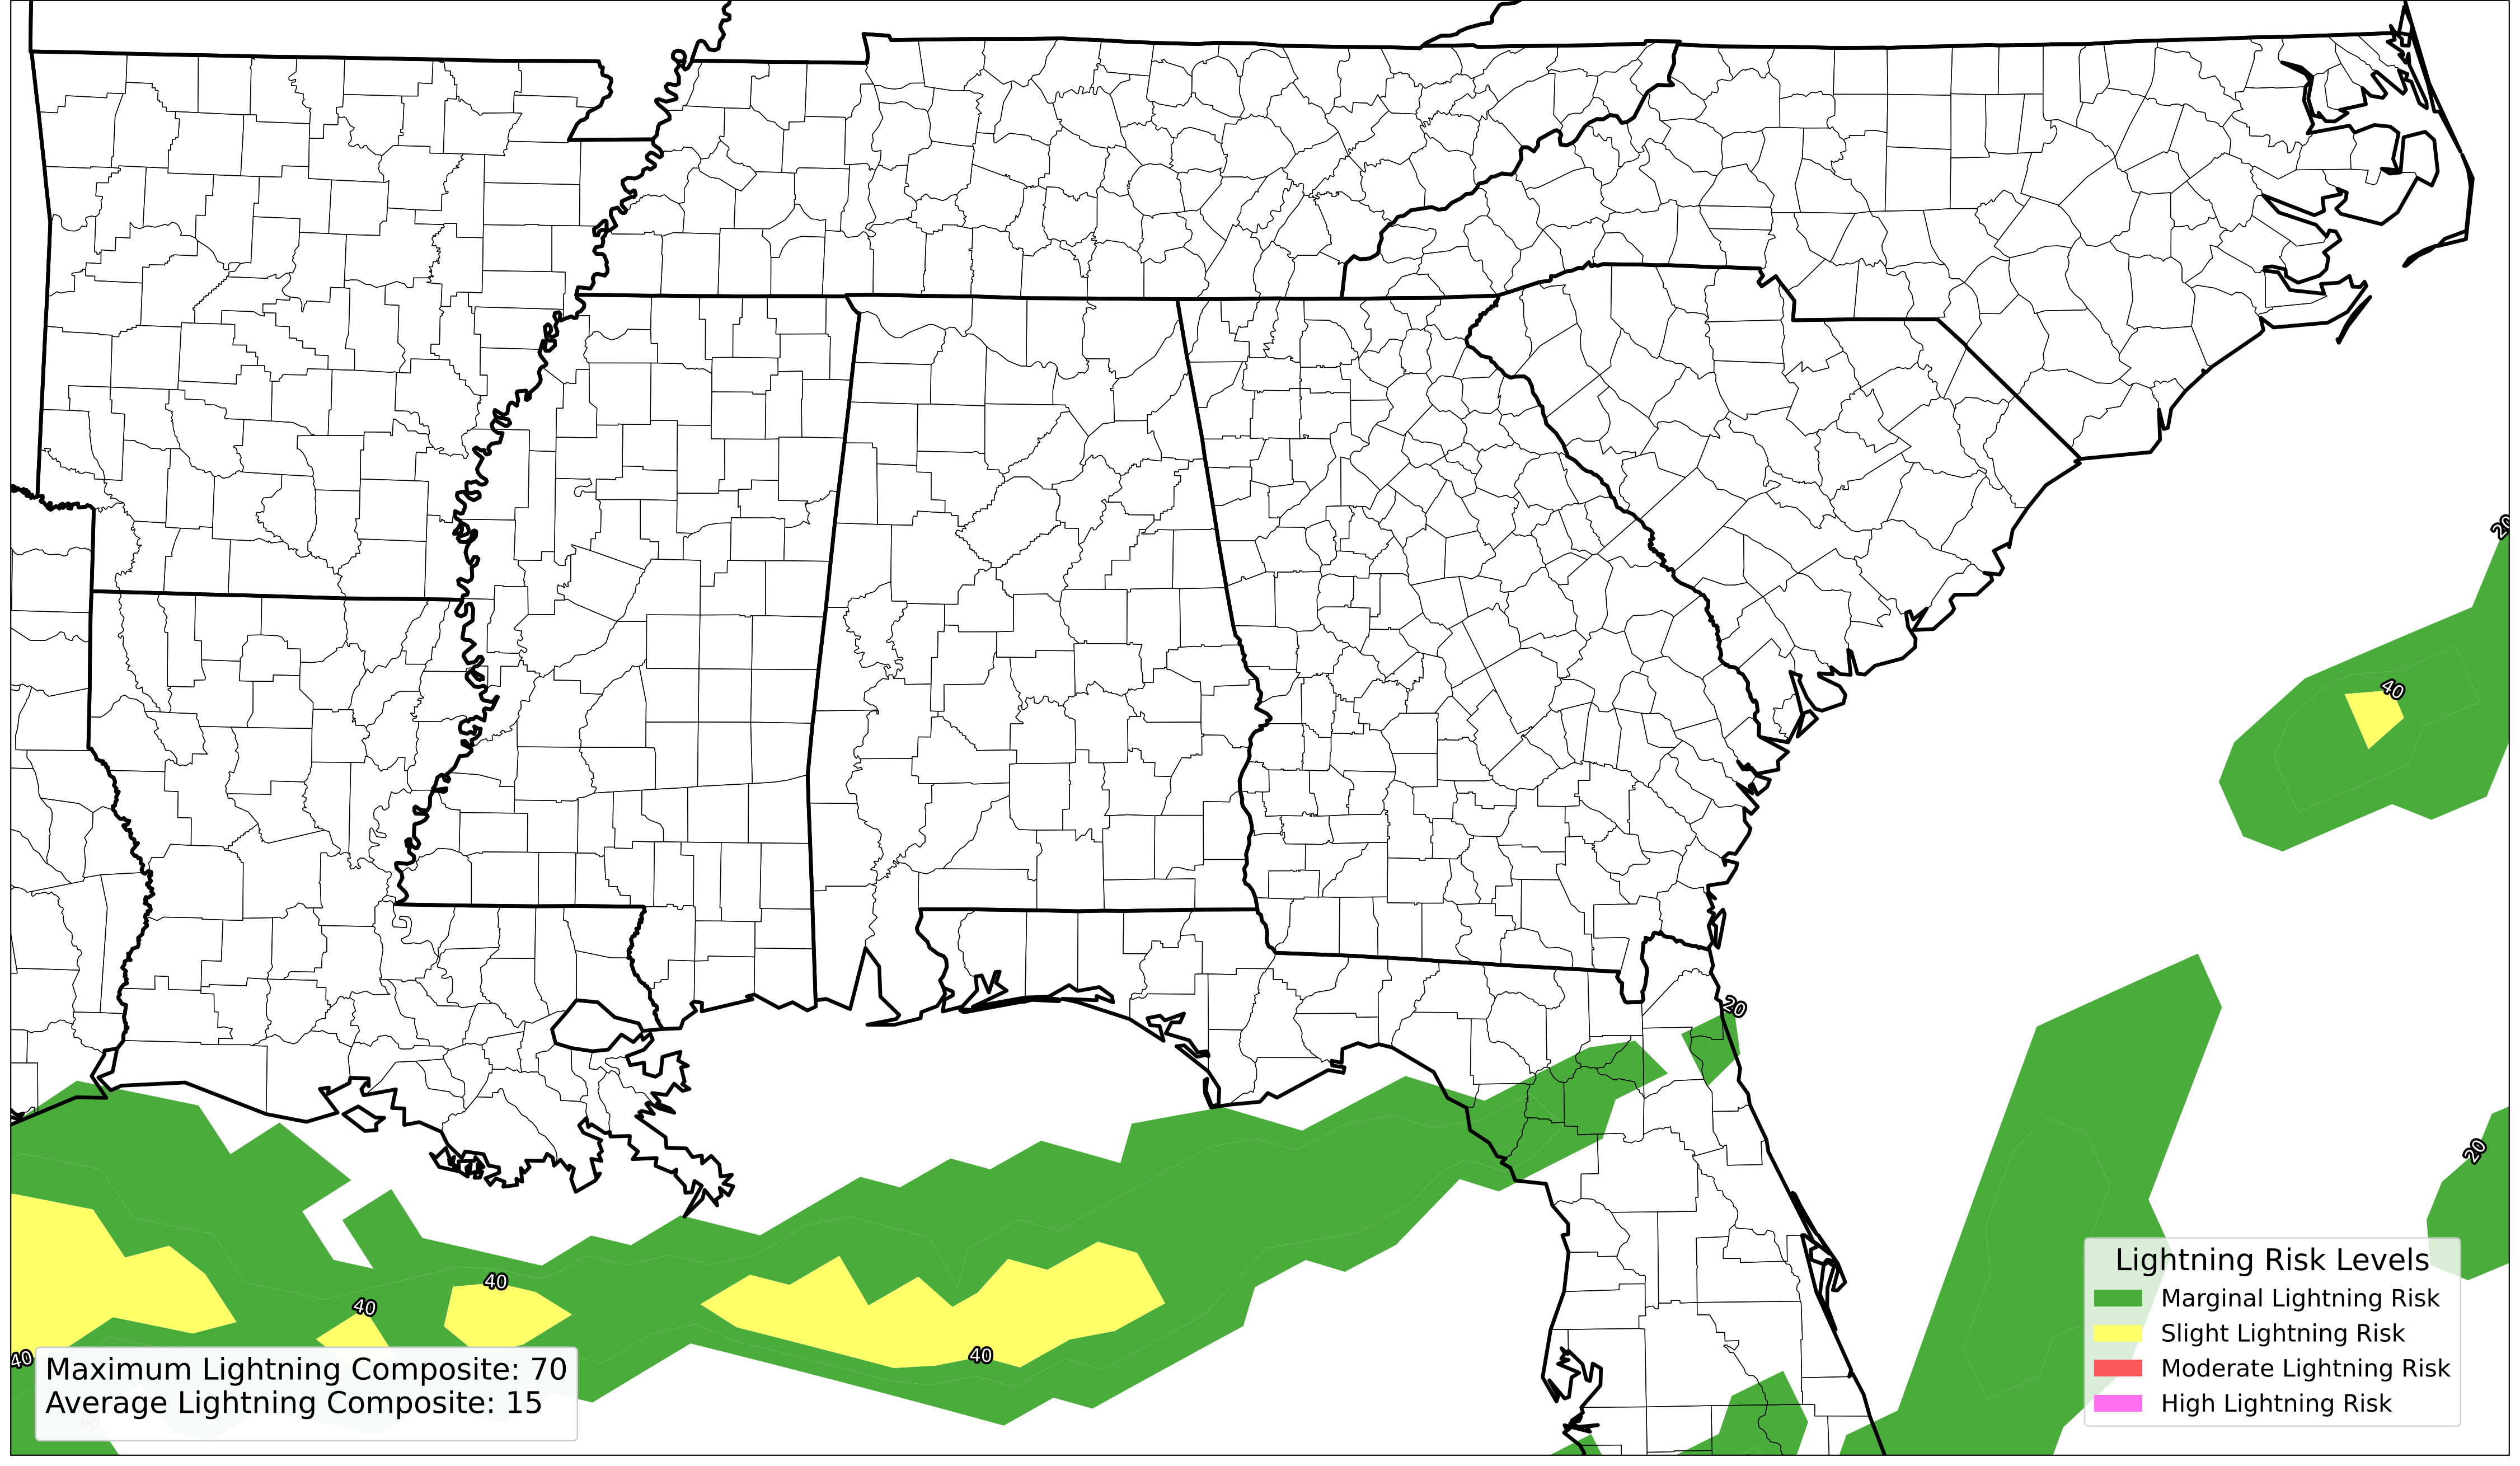 20
40
20
20
40
40
40
40
Lightning Risk Levels
Marginal Lightning Risk
Slight Lightning Risk
Moderate Lightning Risk
High Lightning Risk
Maximum Lightning Composite: 70
Average Lightning Composite: 15